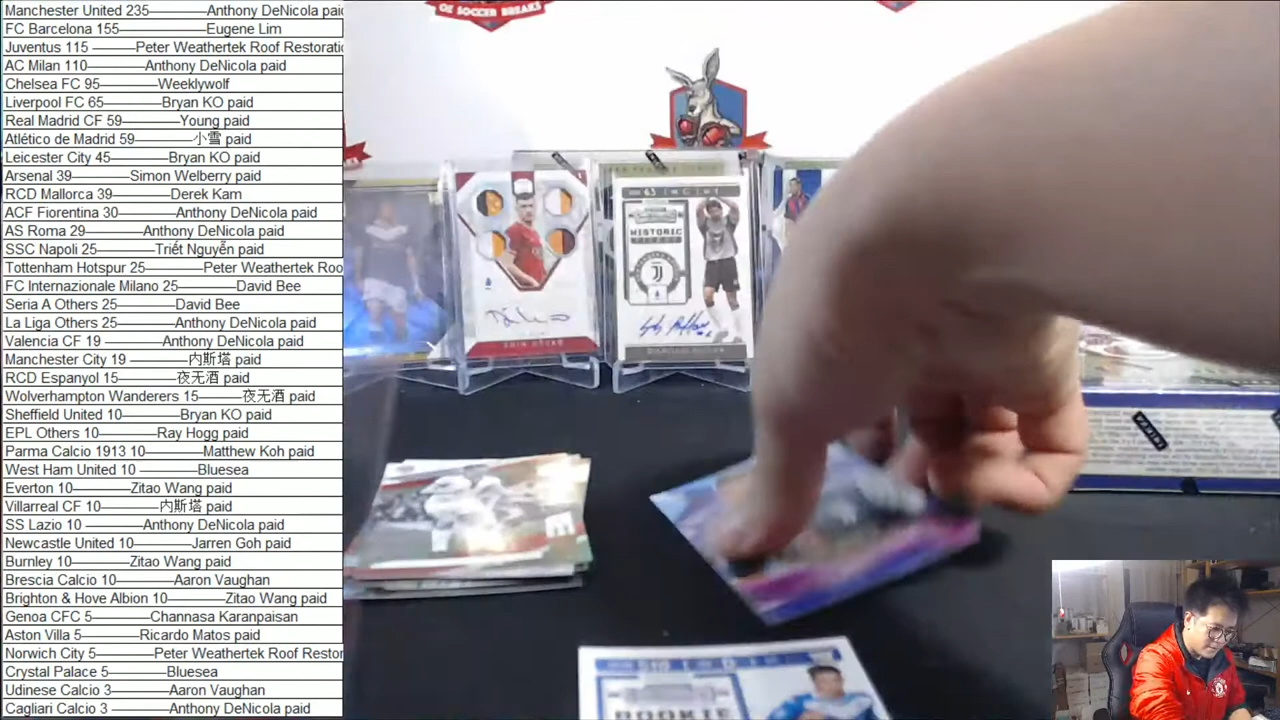 Manchester United 235————Anthony DeNicola paid
FC Barcelona 155————Eugene Lim
Juventus 115 ———Peter Weathertek Roof Restorati
AC Milan 110———Anthony DeNicola paid
Chelsea FC 95———Weeklywolf
Liverpool FC 65———Bryan KO paid
Real Madrid CF 59———Young paid
Atlético de Madrid 59———小雪 paid
Leicester City 45———Bryan KO paid
Arsenal 39———Simon Welberry paid
RCD Mallorca 39———Derek Kam
ACF Fiorentina 30———Anthony DeNicola paid
AS Roma 29———Anthony DeNicola paid
SSC Napoli 25———Triét Nguyễn paid
Tottenham Hotspur 25———Peter Weathertek Roo
FC Internazionale Milano 25———David Bee
Seria A Others 25———David Bee
La Liga Others 25———Anthony DeNicola paid
Valencia CF 19 ———Anthony DeNicola paid
Manchester City 19 ———内斯塔 paid
RCD Espanyol 15———夜无酒 paid
Wolverhampton Wanderers 15———夜无酒 paid
Sheffield United 10———Bryan KO paid
EPL Others 10———Ray Hogg paid
Parma Calcio 1913 10———Matthew Koh paid
West Ham United 10 ———Bluesea
Everton 10———Zitao Wang paid
Villarreal CF 10———内斯塔 paid
SS Lazio 10 ———Anthony DeNicola paid
Newcastle United 10———Jarren Goh paid
Burnley 10———Zitao Wang paid
Brescia Calcio 10———Aaron Vaughan
Brighton & Hove Albion 10———Zitao Wang paid
Genoa CFC 5———Channasa Karanpaisan
Aston Villa 5———Ricardo Matos paid
Norwich City 5———Peter Weathertek Roof Restor
Crystal Palace 5———Bluesea
Udinese Calcio 3———Aaron Vaughan
Cagliari Calcio 3 ———Anthony DeNicola paid
OZ SOCCER BREAKS
HISTORIC
ROOKIE